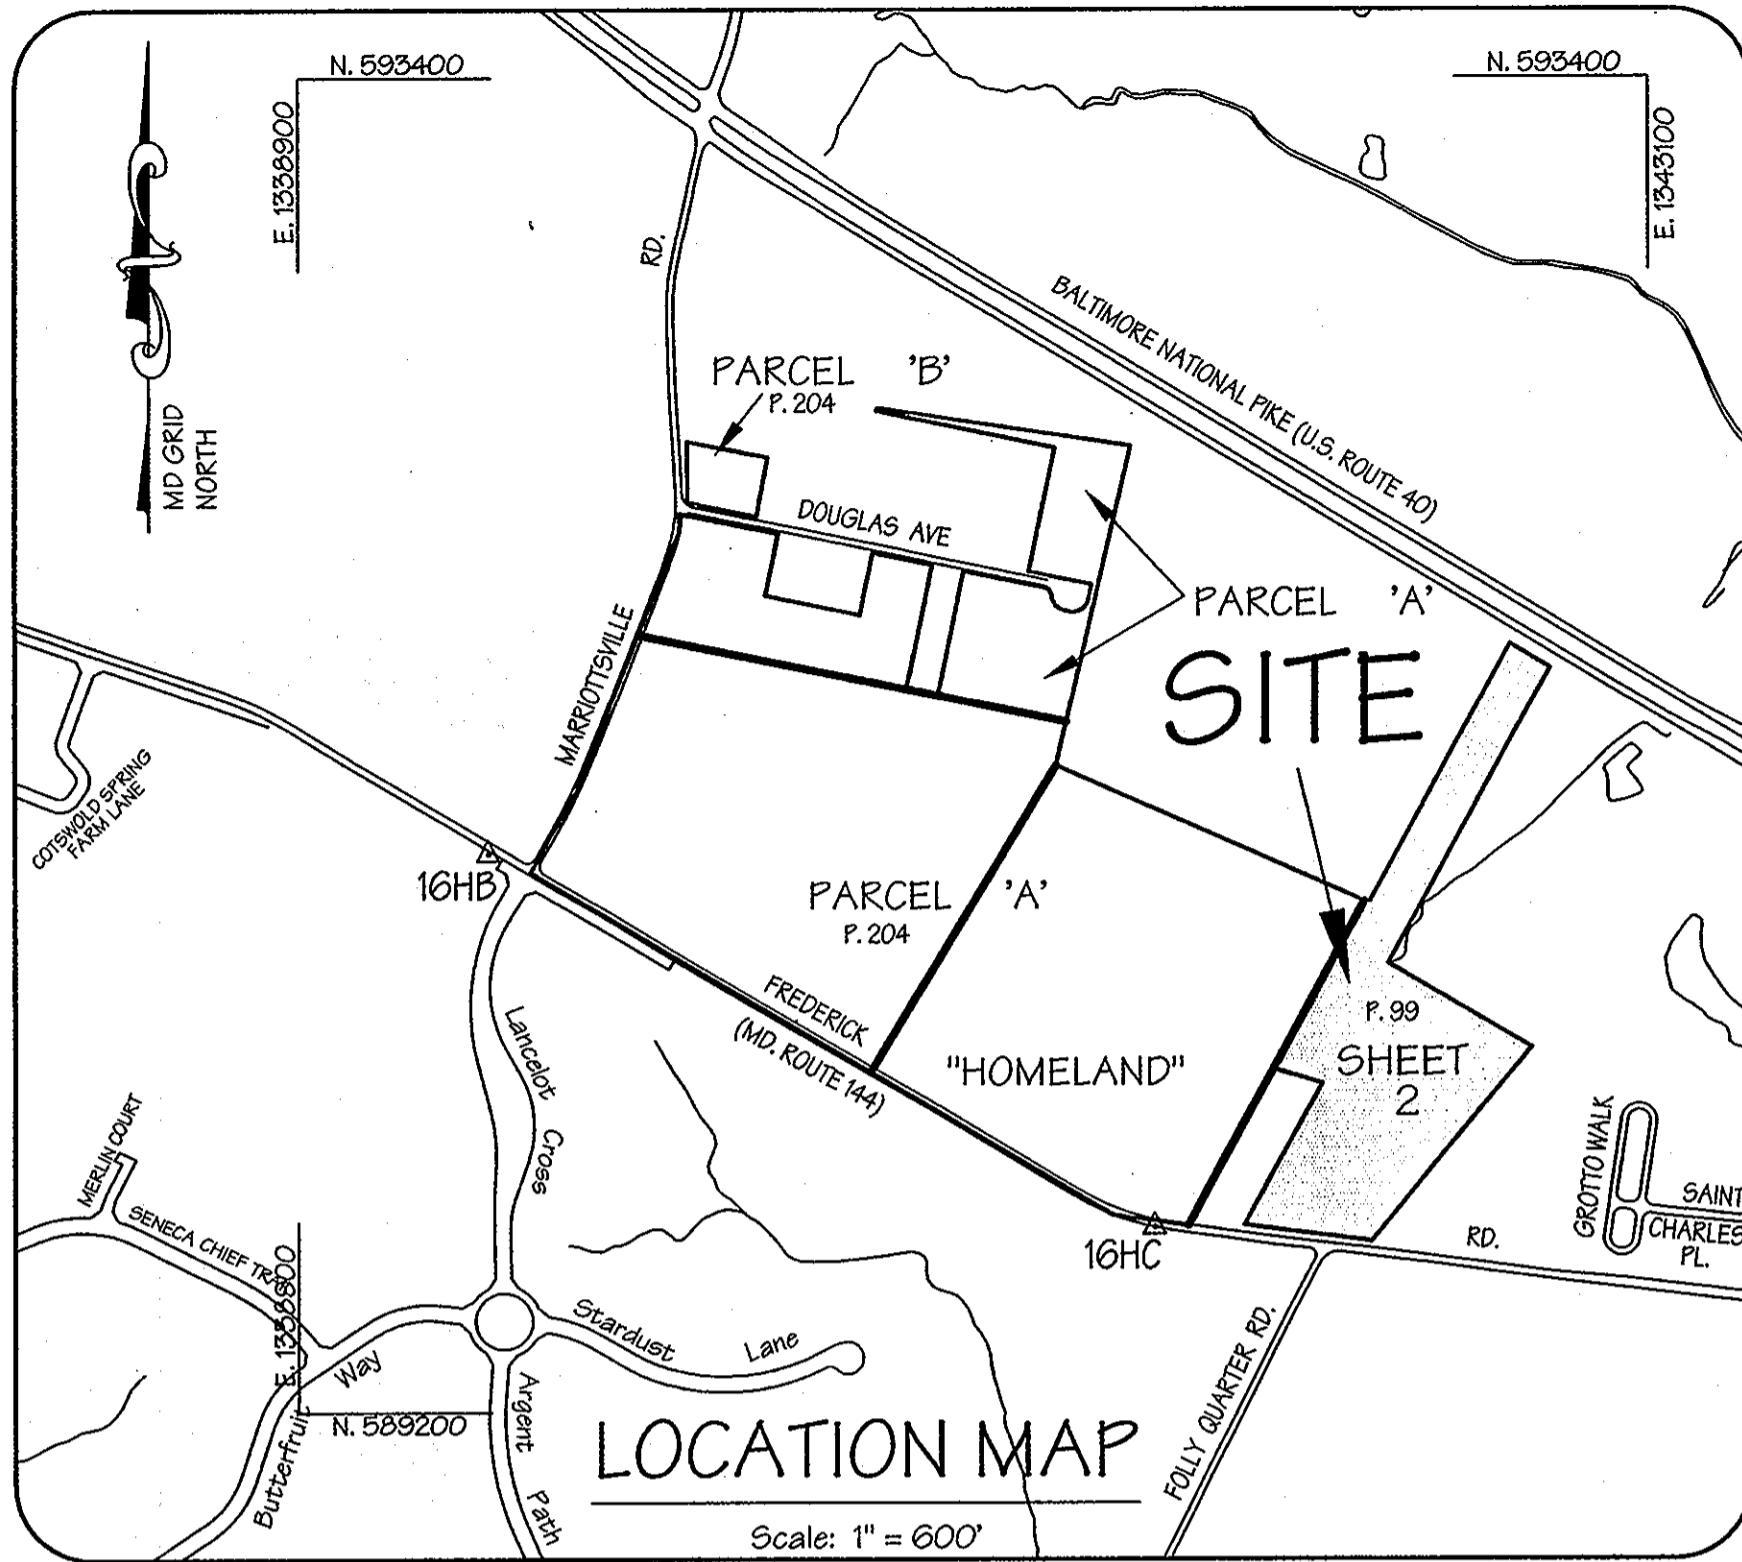 N. 593400
N. 593400
E. 1338900
E. 1343100
MD GRID
NORTH
RD.
BALTIMORE NATIONAL PIKE (U.S. ROUTE 40)
PARCEL 'B'
P. 204
DOUGLAS AVE
PARCEL 'A'
SITE
MARRIOTTSVILLE
COTSWOLD SPRING
FARM LANE
16HB
PARCEL 'A'
P. 204
FREDERICK
(MD. ROUTE 144)
"HOMELAND"
P. 99
SHEET
2
Lancelot Cross
MERLIN COURT
SENECA CHIEF TRAIL
GROTTO WALK
SAINT
CHARLES
PL.
RD.
16HC
E. 1338800
Stardust Lane
Butterfruit Way
N. 589200
Argent Path
FOLLY QUARTER RD.
LOCATION MAP
Scale: 1" = 600'